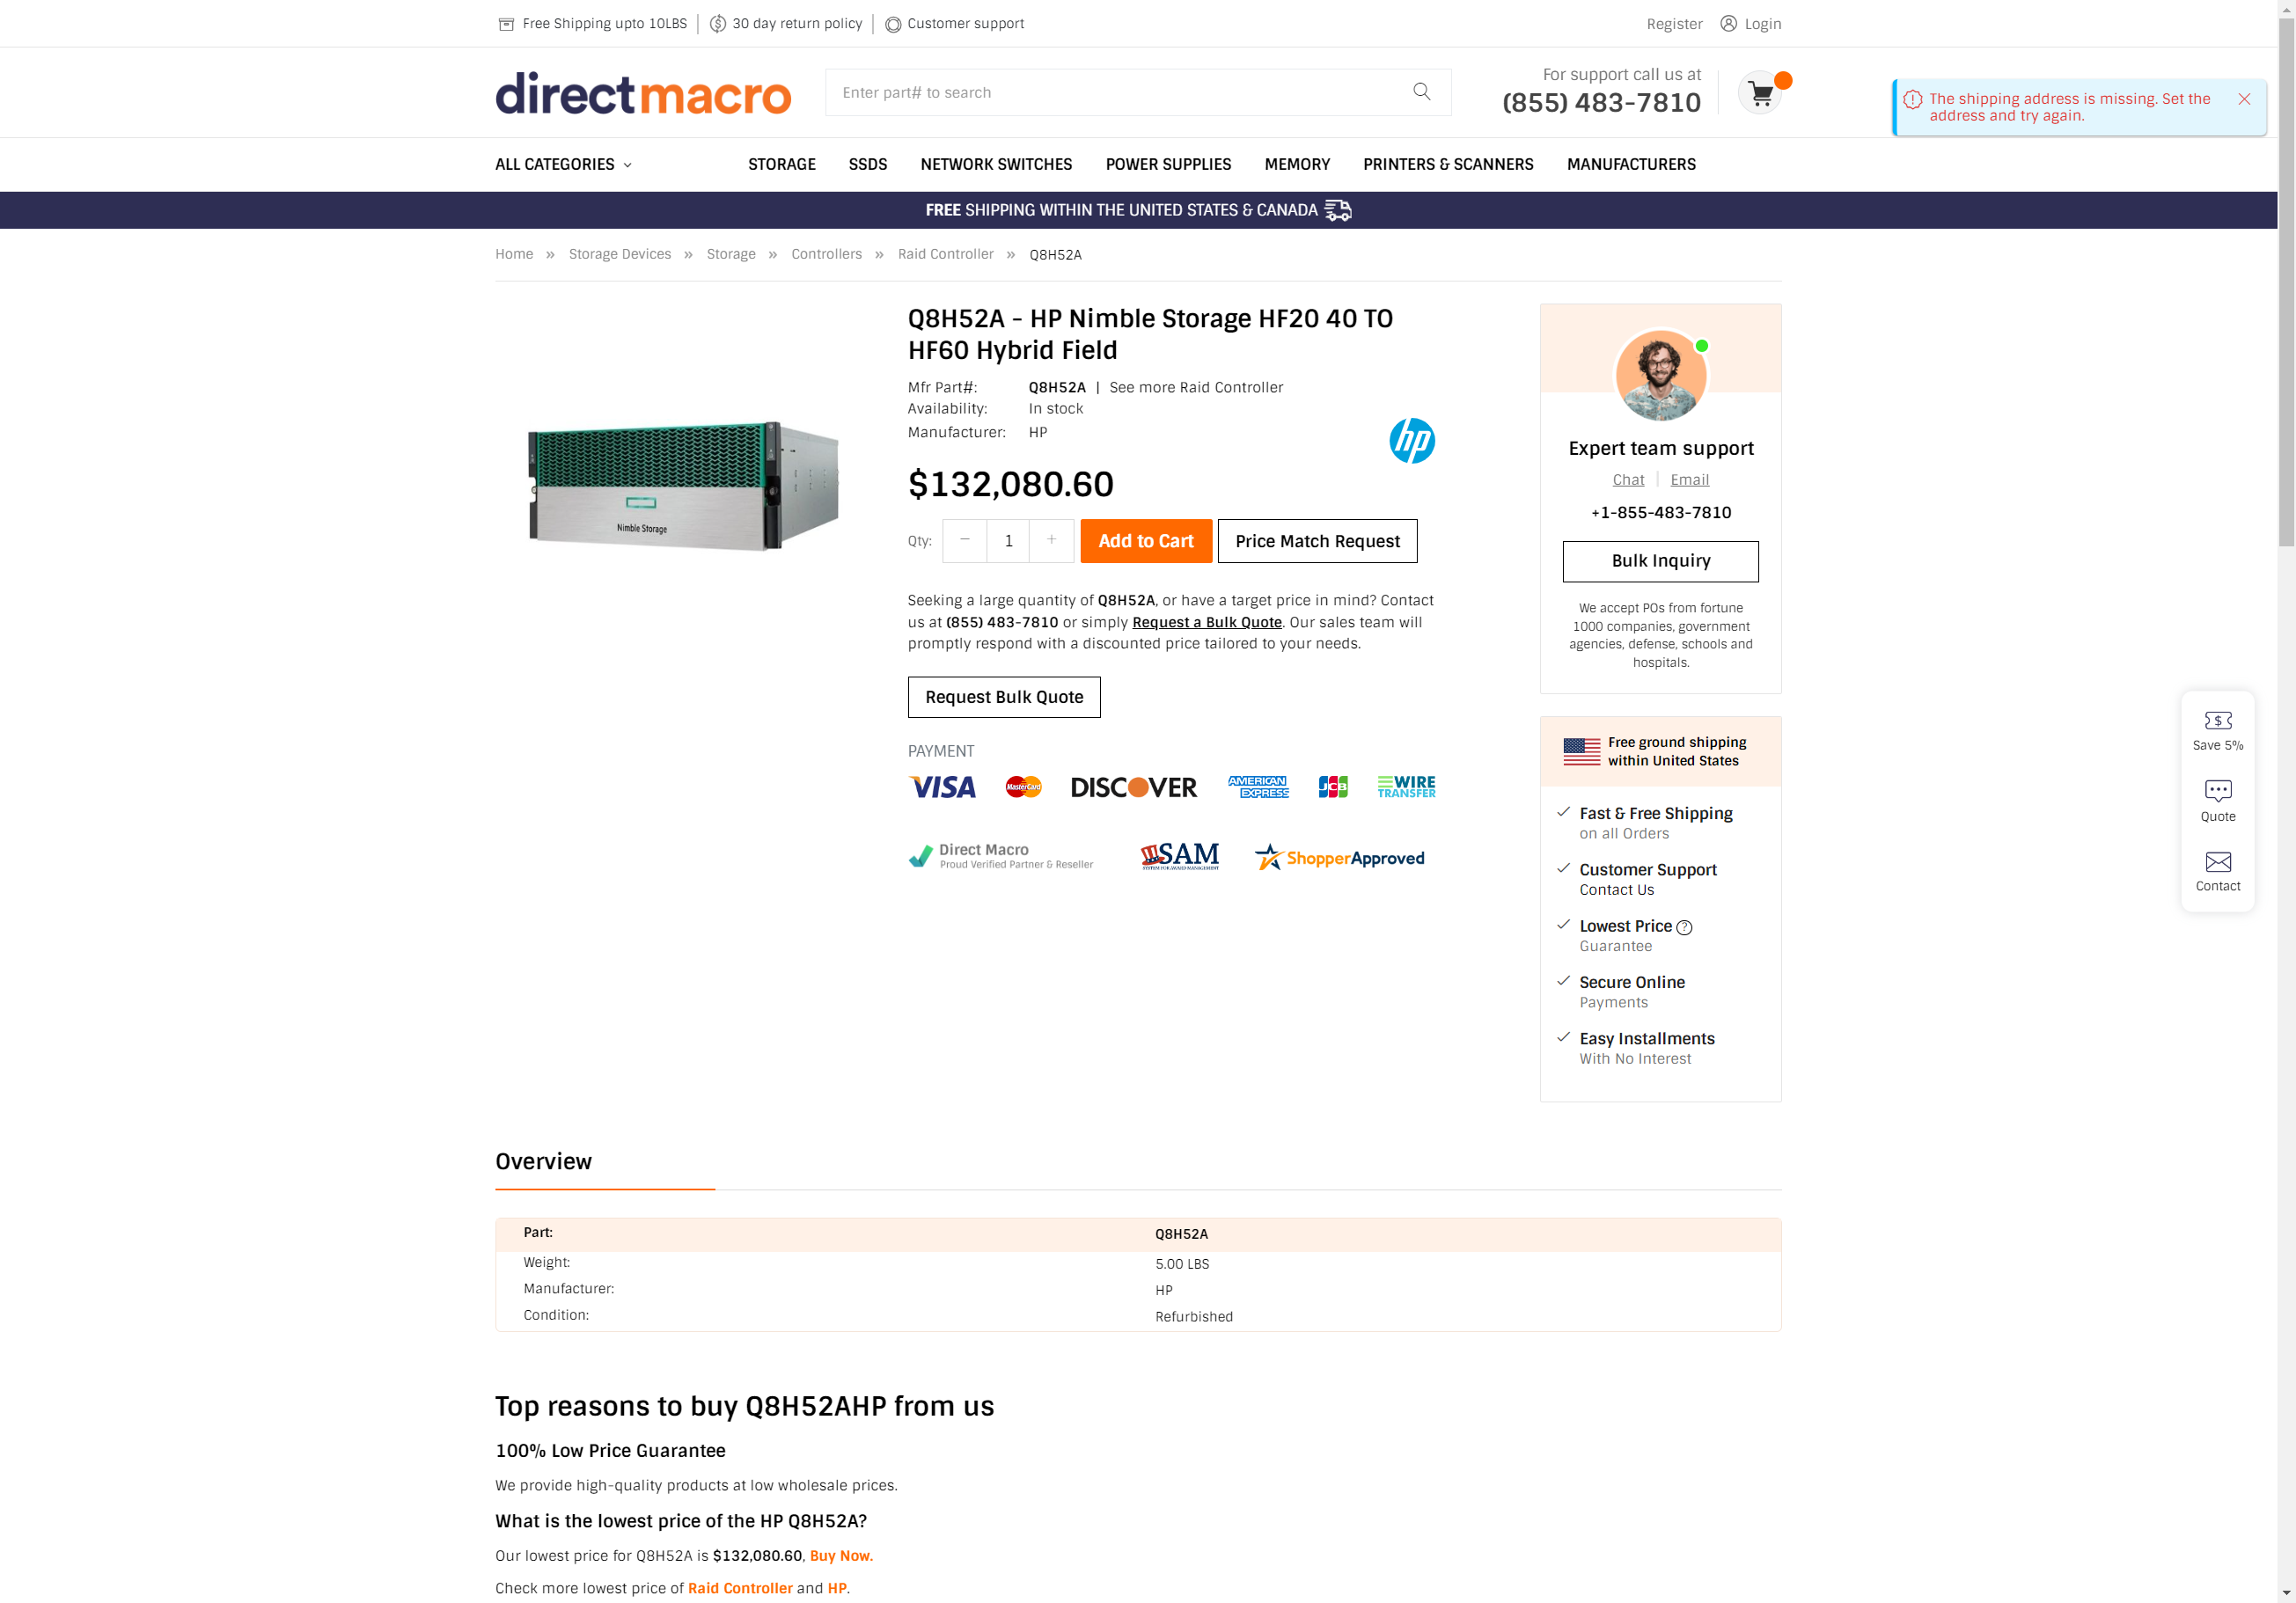 Free Shipping upto 10LBS
30 day return policy
Customer support
Register
Login
directmacro
Enter part# to search
For support call us at
(855) 483-7810
The shipping address is missing. Set the
address and try again.
ALL CATEGORIES
STORAGE
SSDS
NETWORK SWITCHES
POWER SUPPLIES
MEMORY
PRINTERS & SCANNERS
MANUFACTURERS
FREE SHIPPING WITHIN THE UNITED STATES & CANADA
Home » Storage Devices » Storage » Controllers » Raid Controller » Q8H52A
Nimble Storage
Q8H52A - HP Nimble Storage HF20 40 TO
HF60 Hybrid Field
Mfr Part#: Q8H52A | See more Raid Controller
Availability: In stock
Manufacturer: HP
hp
$132,080.60
Qty: − 1 +
Add to Cart
Price Match Request
Seeking a large quantity of Q8H52A, or have a target price in mind? Contact
us at (855) 483-7810 or simply Request a Bulk Quote. Our sales team will
promptly respond with a discounted price tailored to your needs.
Request Bulk Quote
PAYMENT
VISA
MasterCard
DISCOVER
AMERICAN
EXPRESS
JCB
WIRE
TRANSFER
Direct Macro
Proud Verified Partner & Reseller
SAM
SYSTEM FOR AWARD MANAGEMENT
ShopperApproved
Expert team support
Chat
Email
+1-855-483-7810
Bulk Inquiry
We accept POs from fortune
1000 companies, government
agencies, defense, schools and
hospitals.
Free ground shipping
within United States
Fast & Free Shipping
on all Orders
Customer Support
Contact Us
Lowest Price ?
Guarantee
Secure Online
Payments
Easy Installments
With No Interest
$
Save 5%
Quote
Contact
Overview
Part: Q8H52A
Weight: 5.00 LBS
Manufacturer: HP
Condition: Refurbished
Top reasons to buy Q8H52AHP from us
100% Low Price Guarantee
We provide high-quality products at low wholesale prices.
What is the lowest price of the HP Q8H52A?
Our lowest price for Q8H52A is $132,080.60, Buy Now.
Check more lowest price of Raid Controller and HP.